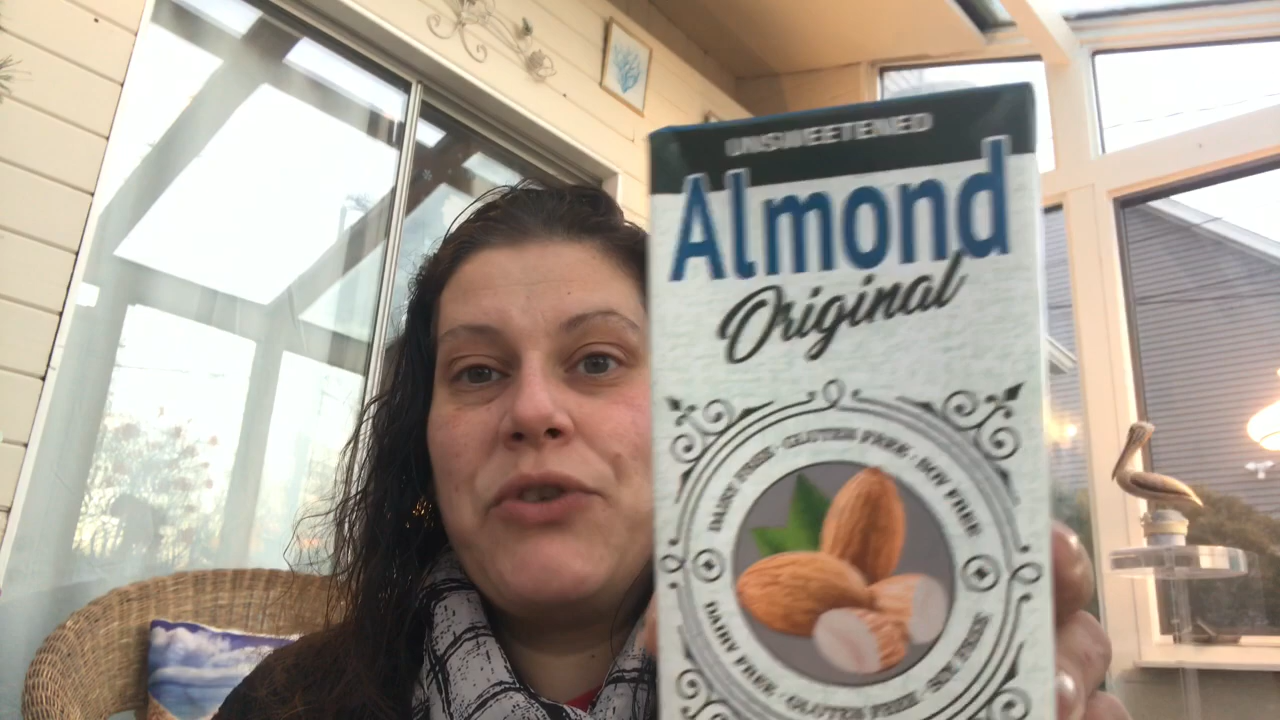 UNSWEETENED
Almond
Original
DAIRY FREE · GLUTEN FREE · SOY FREE
DAIRY FREE · GLUTEN FREE · SOY FREE